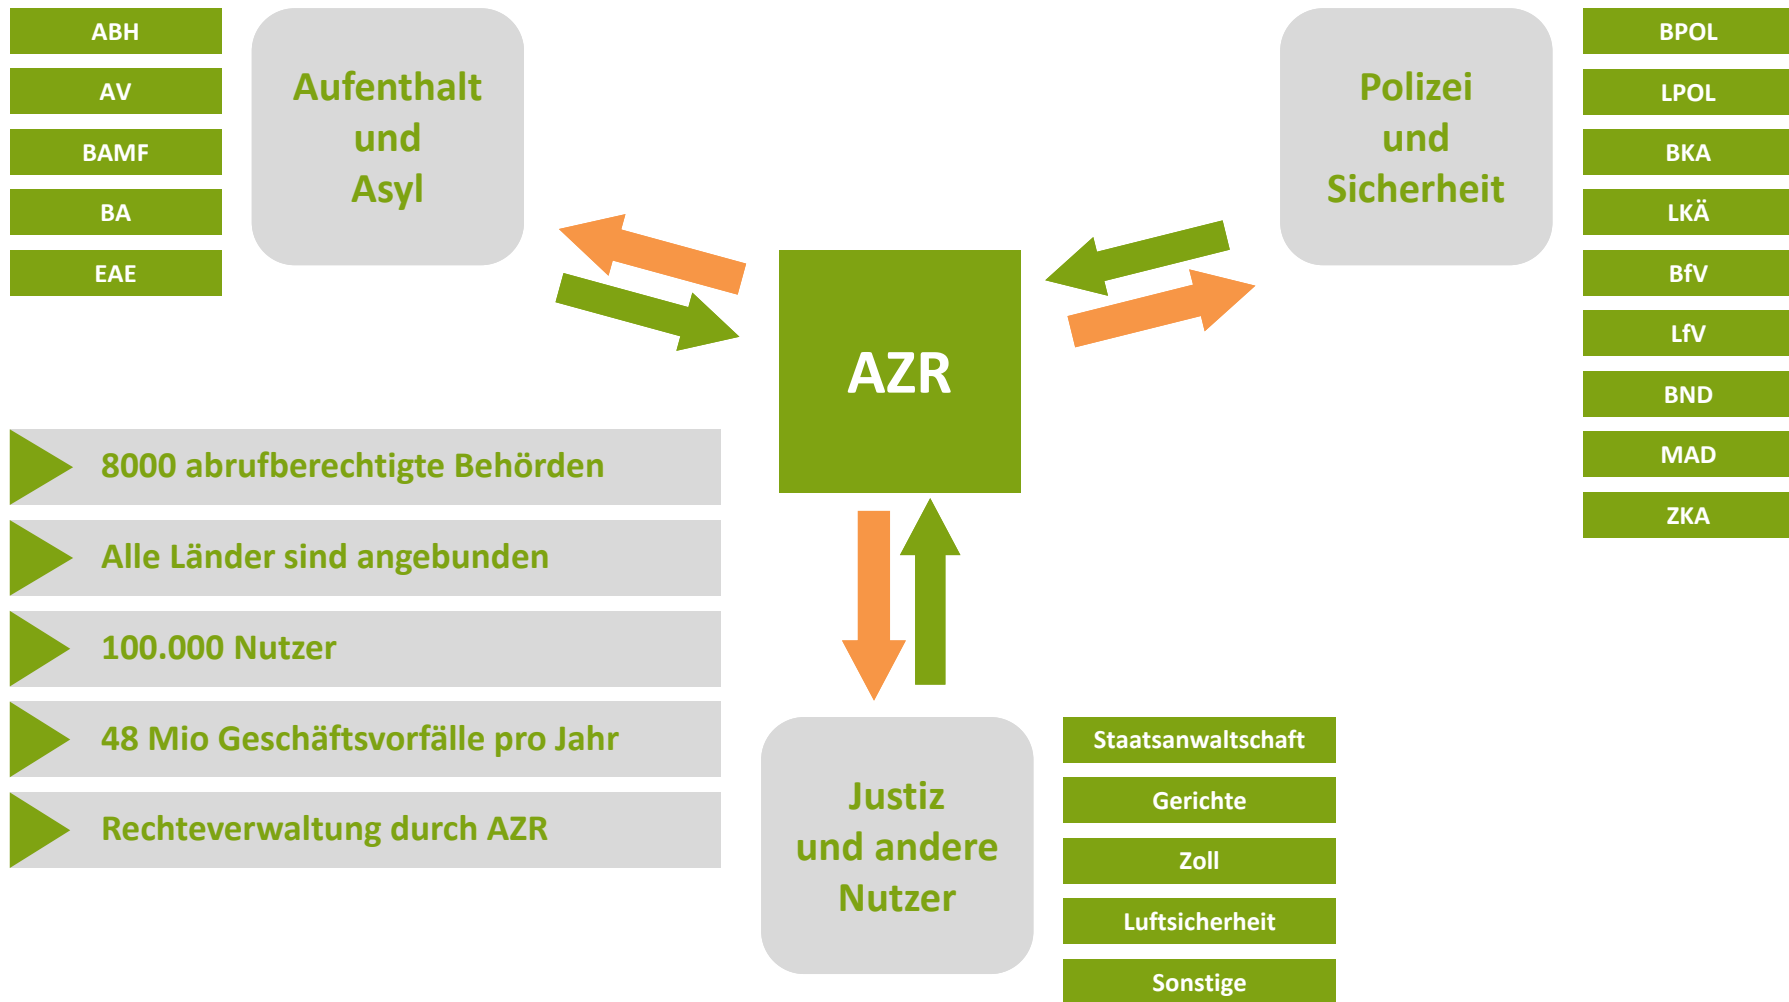 ABH
AV
BAMF
BA
EAE
Aufenthalt
und
Asyl
Polizei
und
Sicherheit
BPOL
LPOL
BKA
LKÄ
BfV
LfV
BND
MAD
ZKA
AZR
8000 abrufberechtigte Behörden
Alle Länder sind angebunden
100.000 Nutzer
48 Mio Geschäftsvorfälle pro Jahr
Rechteverwaltung durch AZR
Justiz
und andere
Nutzer
Staatsanwaltschaft
Gerichte
Zoll
Luftsicherheit
Sonstige